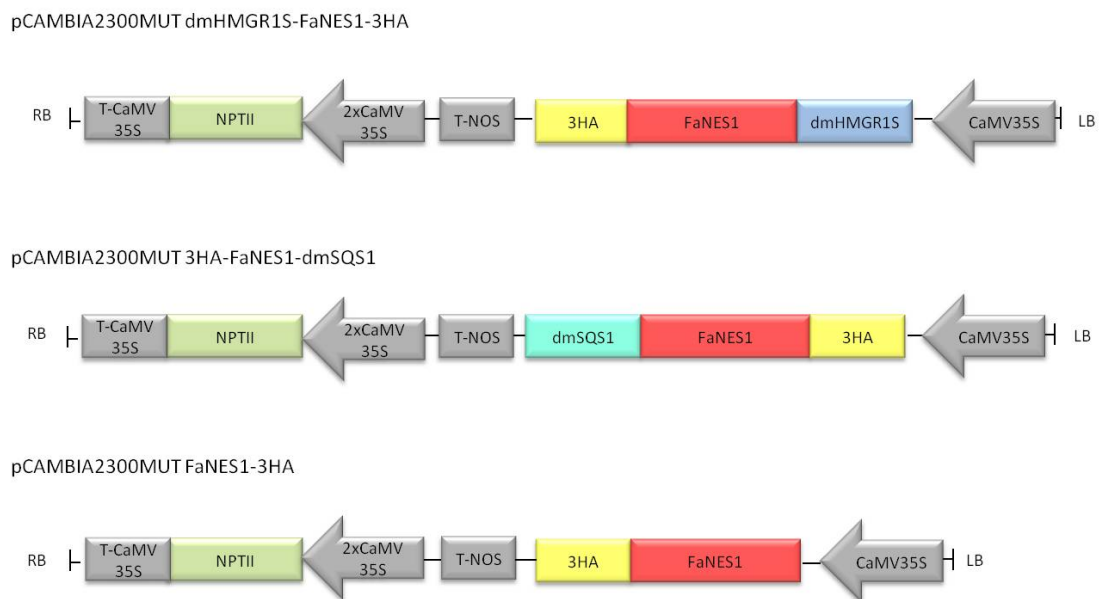 pCAMBIA2300MUT dmHMGR1S-FaNES1-3HA
RB
T-CaMV
35S
NPTII
2xCaMV
35S
T-NOS
3HA
FaNES1
dmHMGR1S
CaMV35S
LB
pCAMBIA2300MUT 3HA-FaNES1-dmSQS1
RB
T-CaMV
35S
NPTII
2xCaMV
35S
T-NOS
dmSQS1
FaNES1
3HA
CaMV35S
LB
pCAMBIA2300MUT FaNES1-3HA
RB
T-CaMV
35S
NPTII
2xCaMV
35S
T-NOS
3HA
FaNES1
CaMV35S
LB